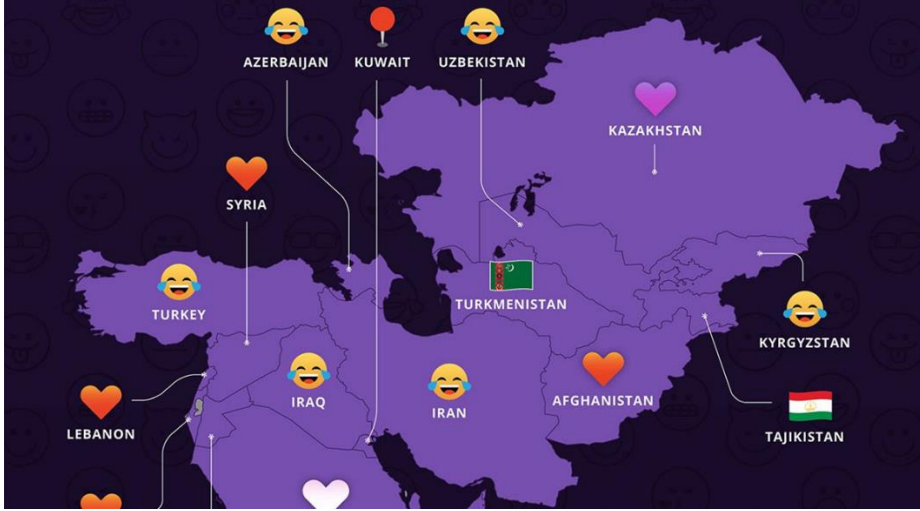 AZERBAIJAN
KUWAIT
UZBEKISTAN
KAZAKHSTAN
SYRIA
TURKMENISTAN
TURKEY
KYRGYZSTAN
IRAQ
IRAN
AFGHANISTAN
LEBANON
TAJIKISTAN